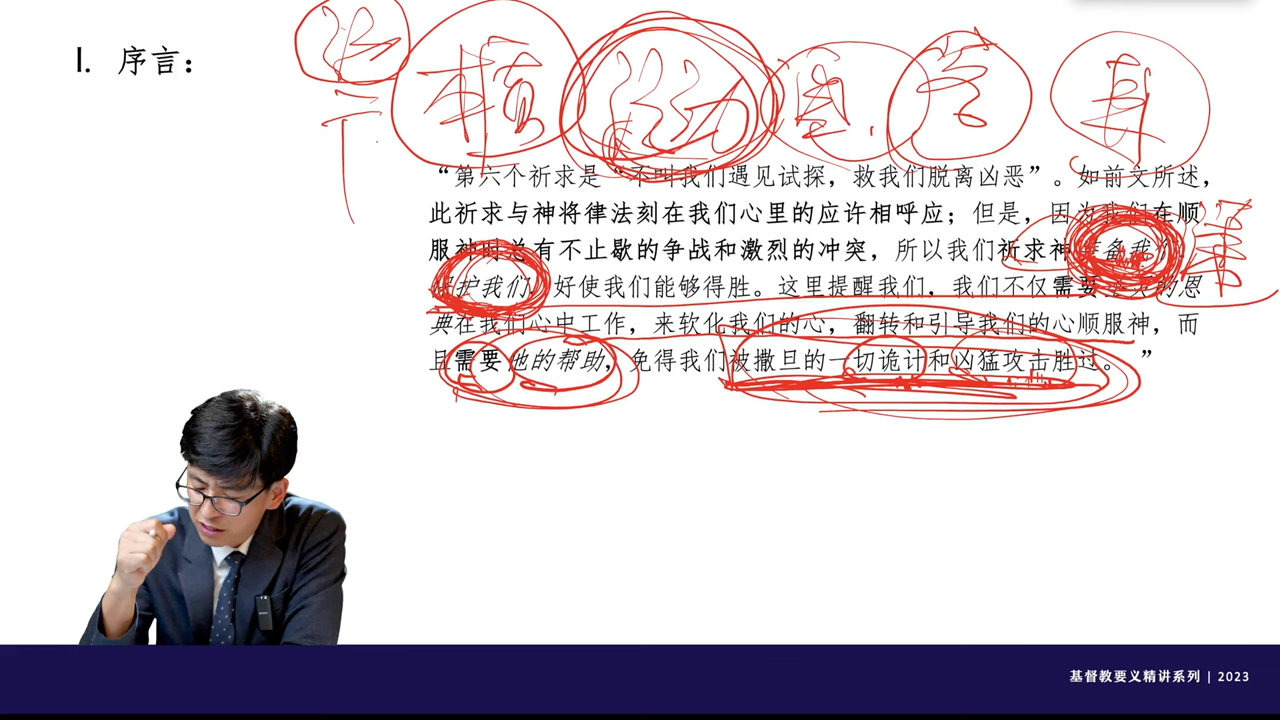 I. 序言：
“第六个祈求是“不叫我们遇见试探，救我们脱离凶恶”。如前文所述，
此祈求与神将律法刻在我们心里的应许相呼应；但是，因为我们在顺
服神时总有不止歇的争战和激烈的冲突，所以我们祈求神 备我们、
保护我们，好使我们能够得胜。这里提醒我们，我们不仅需要 的恩
典在我们心中工作，来软化我们的心，翻转和引导我们的心顺服神，而
且需要他的帮助，免得我们被撒旦的一切诡计和凶猛攻击胜过。”
基督教要义精讲系列 | 2023